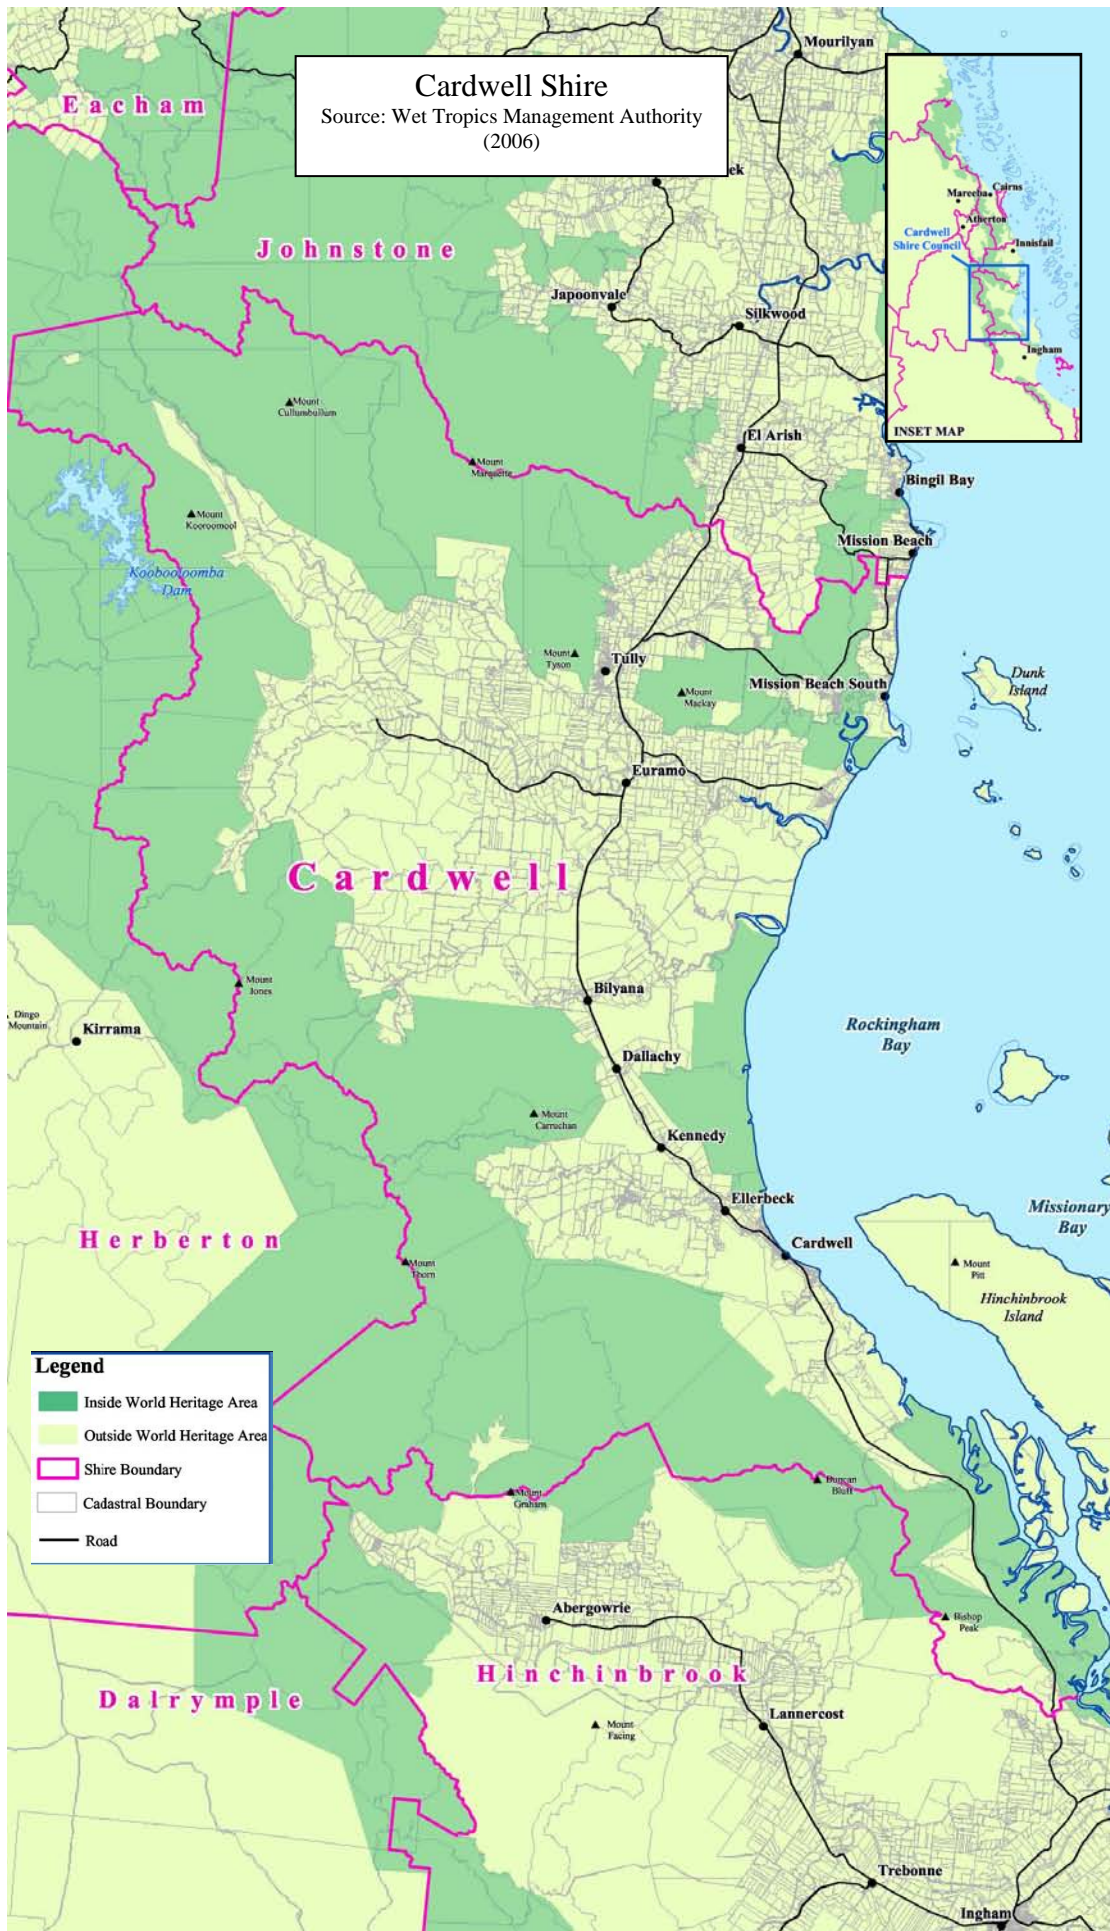 Mourilyan
Cardwell Shire
Source: Wet Tropics Management Authority
(2006)
Eacham
ek
Mareeba
Cairns
Atherton
Cardwell
Shire Council
Innisfail
Ingham
INSET MAP
Johnstone
Japoonvale
Silkwood
Mount
Cullumbullum
El Arish
Mount
Marquette
Bingil Bay
Mount
Kooroomool
Mission Beach
Koobooloomba
Dam
Mount
Tyson
Tully
Dunk
Island
Mount
Mackay
Mission Beach South
Euramo
Cardwell
Mount
Jones
Bilyana
Dingo
Mountain
Kirrama
Rockingham
Bay
Dallachy
Mount
Carruchan
Kennedy
Ellerbeck
Missionary
Bay
Herberton
Cardwell
Mount
Thorn
Mount
Pitt
Hinchinbrook
Island
Legend
Inside World Heritage Area
Outside World Heritage Area
Shire Boundary
Cadastral Boundary
Road
Mount
Graham
Duncan
Bluff
Abergowrie
Bishop
Peak
Hinchinbrook
Dalrymple
Lannercost
Mount
Facing
Trebonne
Ingham